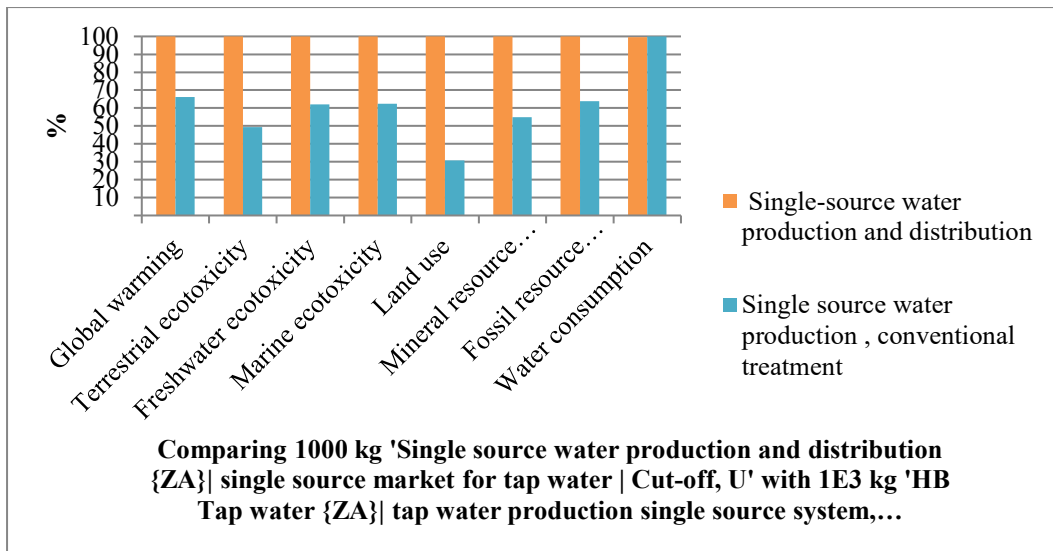 100
90
80
70
60
50
40
30
20
10
%
Global warming
Terrestrial ecotoxicity
Freshwater ecotoxicity
Marine ecotoxicity
Land use
Mineral resource…
Fossil resource…
Water consumption
Single-source water
production and distribution
Single source water
production , conventional
treatment
Comparing 1000 kg 'Single source water production and distribution
{ZA}| single source market for tap water | Cut-off, U' with 1E3 kg 'HB
Tap water {ZA}| tap water production single source system,…